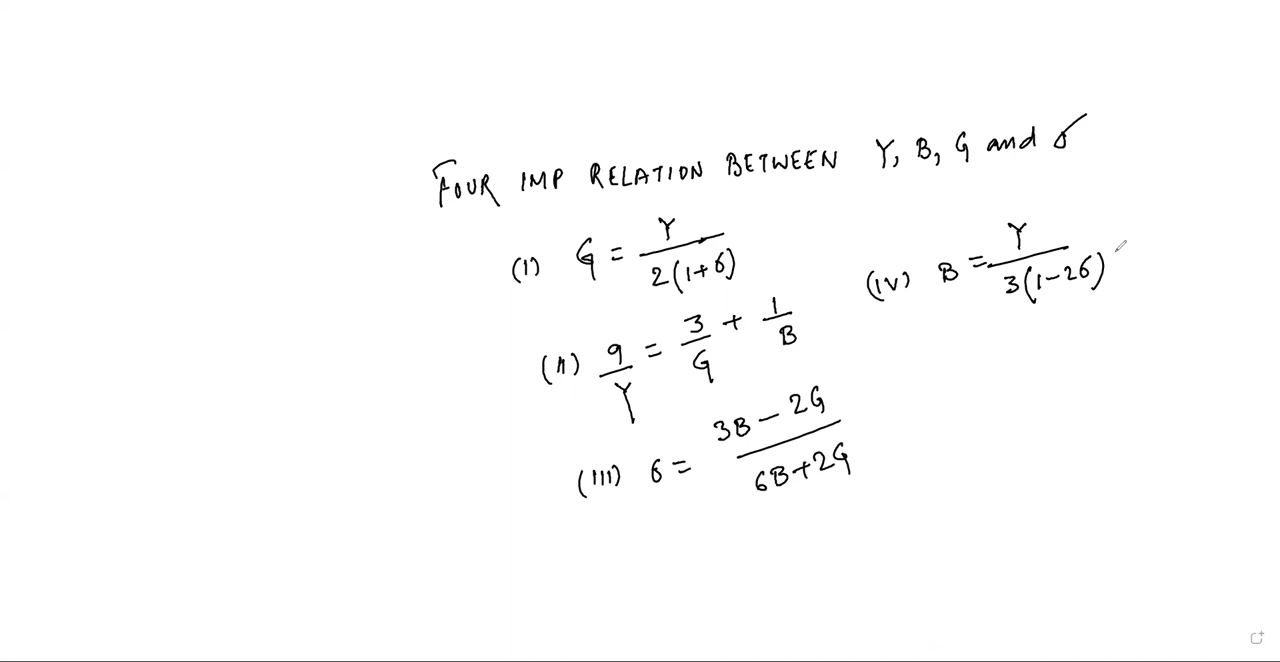 FOUR IMP RELATION BETWEEN Y, B, G and σ
(I) G = Y / 2(1+σ)
(II) 9/Y = 3/G + 1/B
(III) σ = 3B − 2G / 6B+2G
(IV) B = Y / 3(1−2σ)